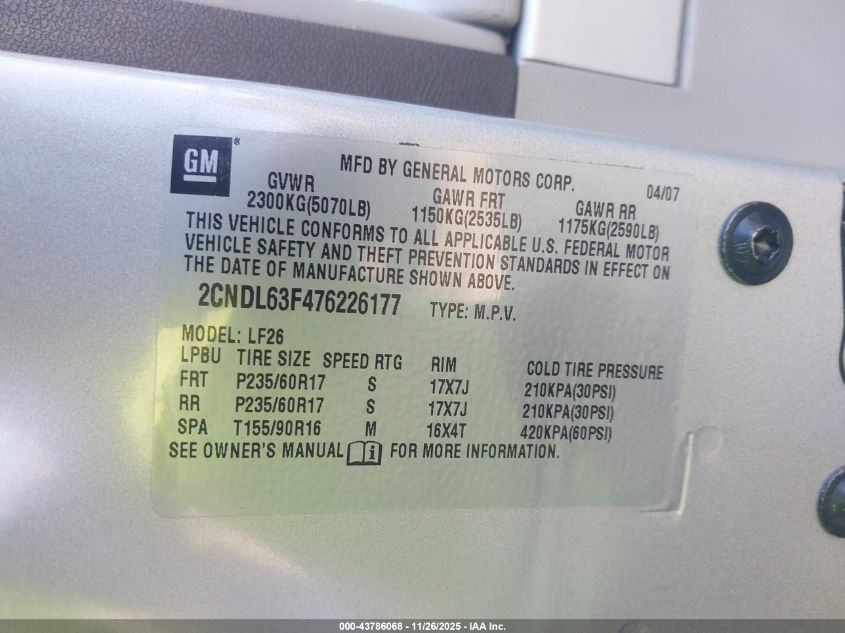 GM
MFD BY GENERAL MOTORS CORP. 04/07
GVWR GAWR FRT GAWR RR
2300KG(5070LB) 1150KG(2535LB) 1175KG(2590LB)
THIS VEHICLE CONFORMS TO ALL APPLICABLE U.S. FEDERAL MOTOR
VEHICLE SAFETY AND THEFT PREVENTION STANDARDS IN EFFECT ON
THE DATE OF MANUFACTURE SHOWN ABOVE.
2CNDL63F476226177 TYPE: M.P.V.
MODEL: LF26
LPBU TIRE SIZE SPEED RTG RIM COLD TIRE PRESSURE
FRT P235/60R17 S 17X7J 210KPA(30PSI)
RR P235/60R17 S 17X7J 210KPA(30PSI)
SPA T155/90R16 M 16X4T 420KPA(60PSI)
SEE OWNER'S MANUAL i FOR MORE INFORMATION.
000-43786068 - 11/26/2025 - IAA Inc.